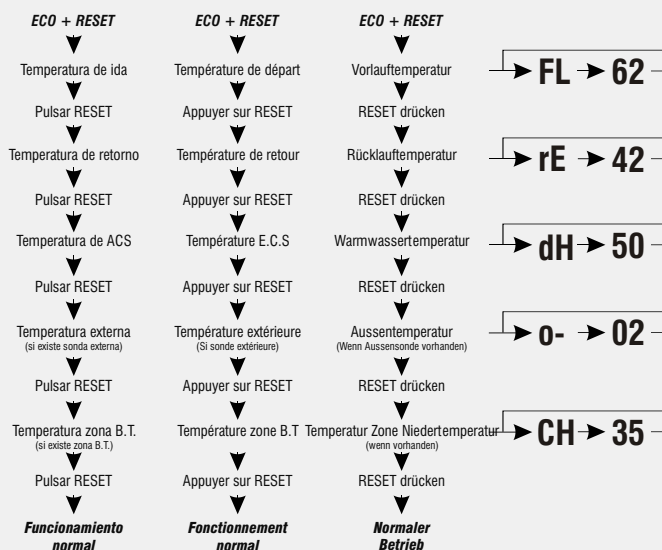 ECO + RESET
Temperatura de ida
Pulsar RESET
Temperatura de retorno
Pulsar RESET
Temperatura de ACS
Pulsar RESET
Temperatura externa
(si existe sonda externa)
Pulsar RESET
Temperatura zona B.T.
(si existe zona B.T.)
Pulsar RESET
Funcionamiento
normal
ECO + RESET
Température de départ
Appuyer sur RESET
Température de retour
Appuyer sur RESET
Température E.C.S
Appuyer sur RESET
Température extérieure
(Si sonde extérieure)
Appuyer sur RESET
Température zone B.T
Appuyer sur RESET
Fonctionnement
normal
ECO + RESET
Vorlauftemperatur
RESET drücken
Rücklauftemperatur
RESET drücken
Warmwassertemperatur
RESET drücken
Aussentemperatur
(Wenn Aussensonde vorhanden)
RESET drücken
Temperatur Zone Niedertemperatur
(wenn vorhanden)
RESET drücken
Normaler
Betrieb
FL 62
rE 42
dH 50
o- 02
CH 35